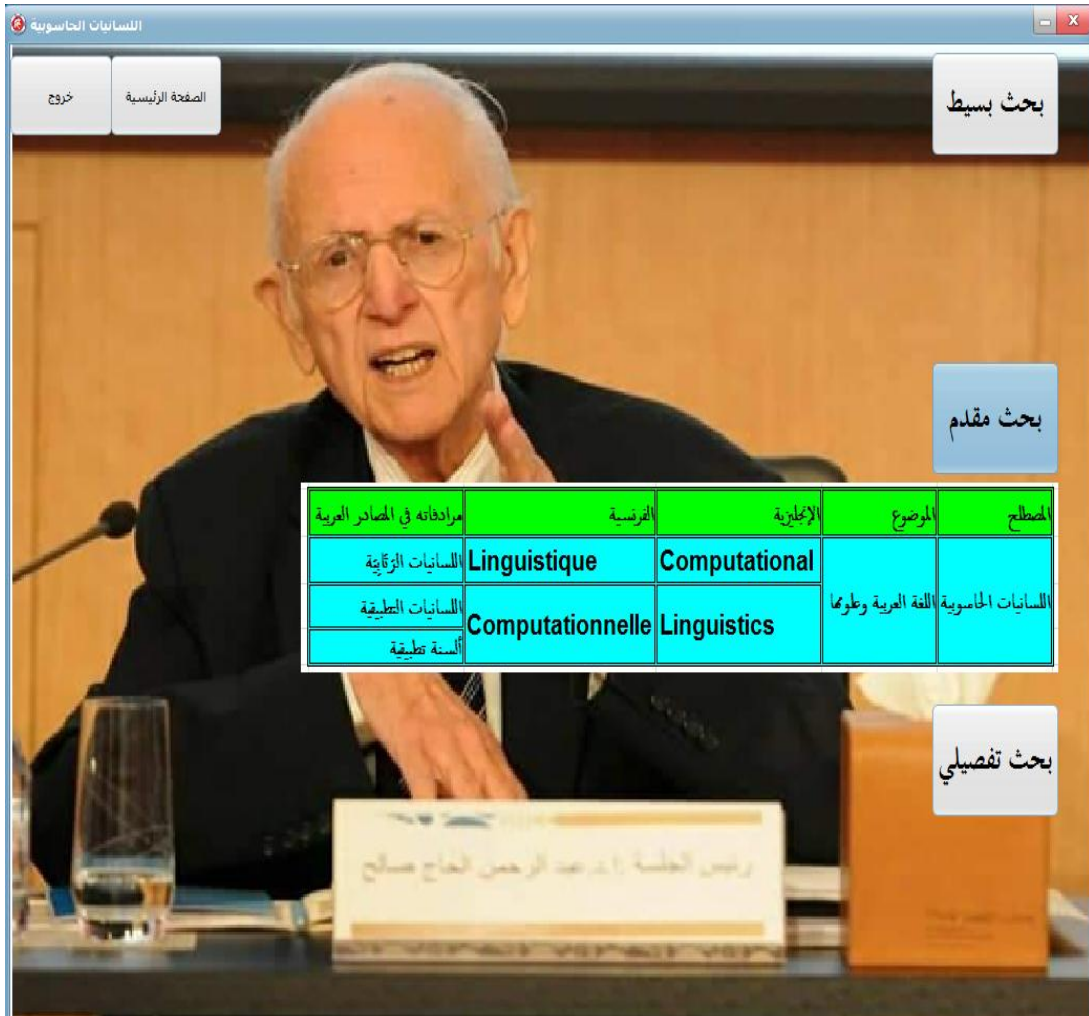 اللسانيات الحاسوبية
بحث بسيط
الصفحة الرئيسية
خروج
بحث مقدم
المصطلح الموضوع الإنجليزية الفرنسية مرادفاته في المصادر العربية
اللسانيات الحاسوبية اللغة العربية وعلومها Computational Linguistics Linguistique Computationnelle اللسانيات الرتابية
اللسانيات التطبيقية
ألسنة تطبيقية
بحث تفصيلي
رئيس الجلسة :أ.د.عبد الرحمن الحاج صالح